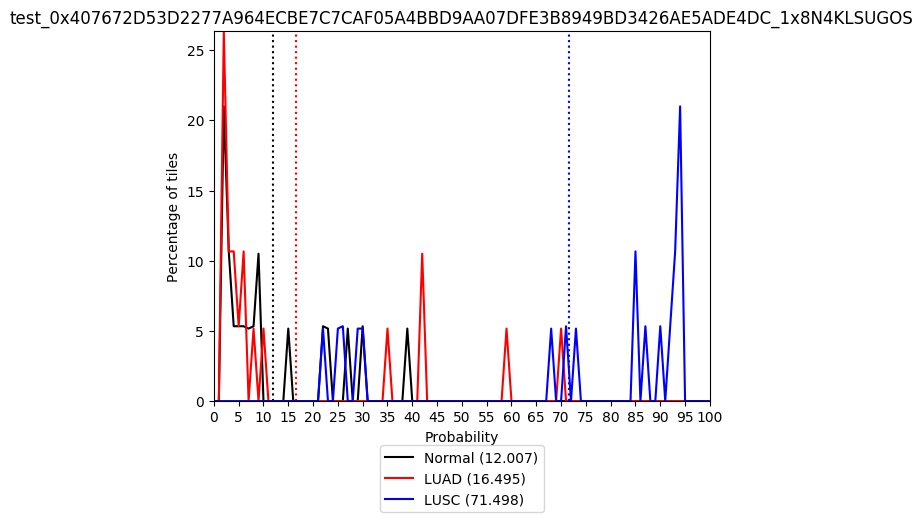 test_0x407672D53D2277A964ECBE7C7CAF05A4BBD9AA07DFE3B8949BD3426AE5ADE4DC_1x8N4KLSUGOS
25
20
15
10
5
0
Percentage of tiles
0 5 10 15 20 25 30 35 40 45 50 55 60 65 70 75 80 85 90 95 100
Probability
Normal (12.007)
LUAD (16.495)
LUSC (71.498)